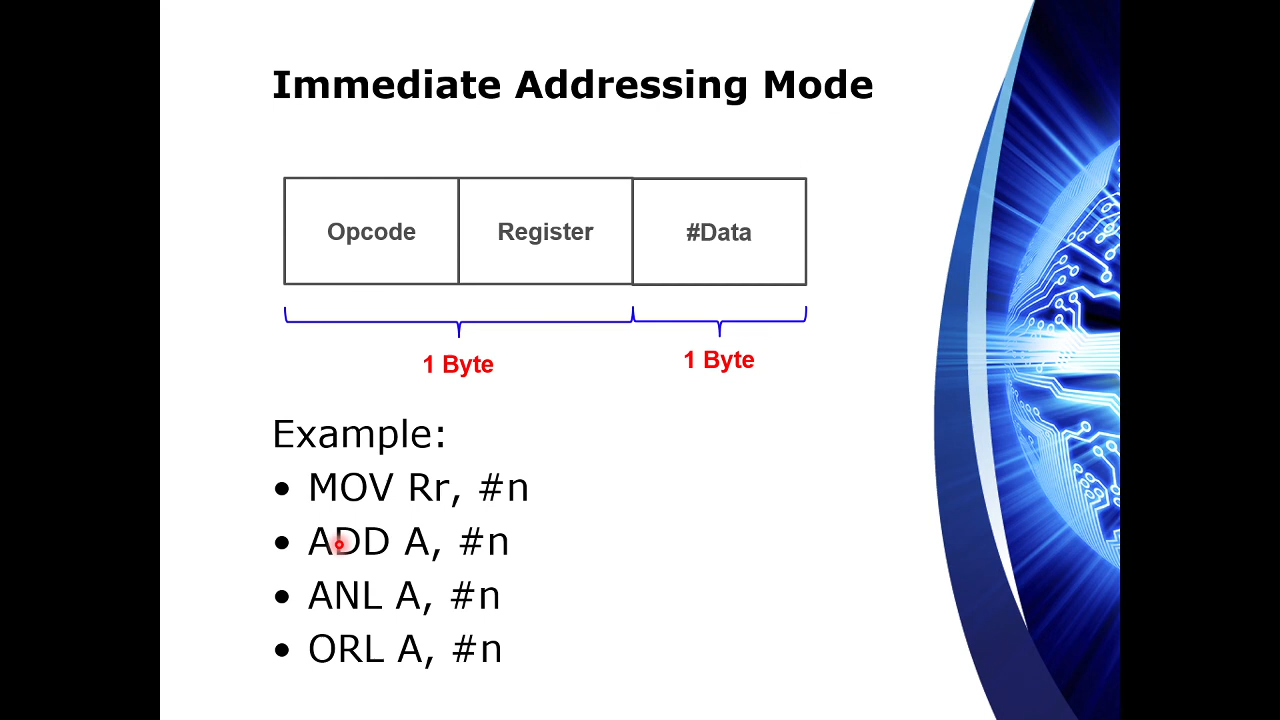 Immediate Addressing Mode
Opcode Register #Data
1 Byte 1 Byte
Example:
• MOV Rr, #n
• ADD A, #n
• ANL A, #n
• ORL A, #n